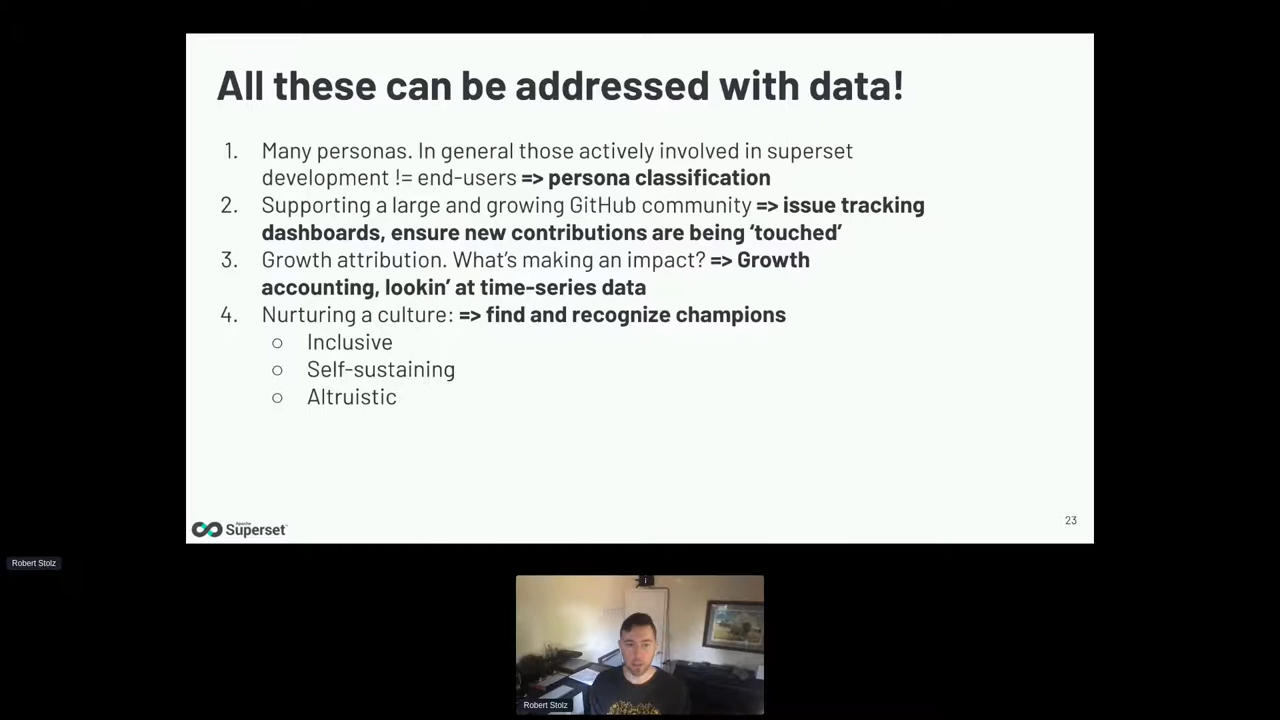 All these can be addressed with data!
1. Many personas. In general those actively involved in superset
development != end-users => persona classification
2. Supporting a large and growing GitHub community => issue tracking
dashboards, ensure new contributions are being ‘touched’
3. Growth attribution. What’s making an impact? => Growth
accounting, lookin’ at time-series data
4. Nurturing a culture: => find and recognize champions
○ Inclusive
○ Self-sustaining
○ Altruistic
Apache
Superset™
23
Robert Stolz
Robert Stolz